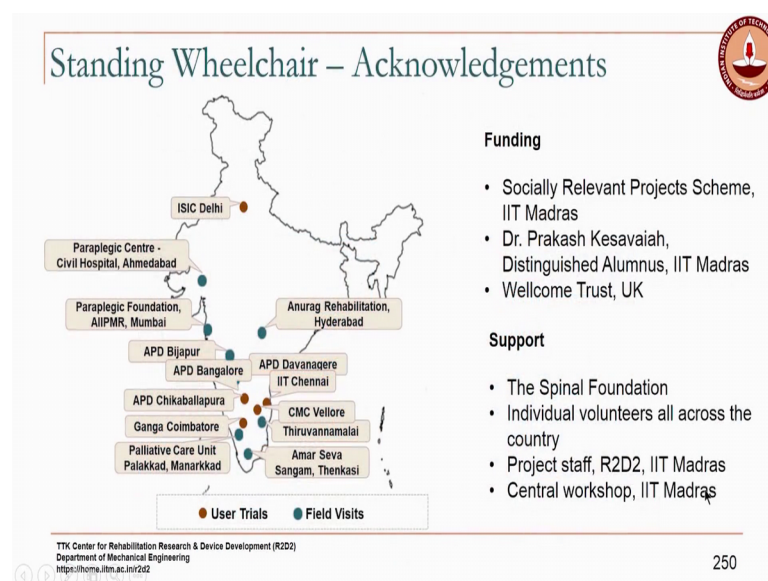 Standing Wheelchair – Acknowledgements
ISIC Delhi
Paraplegic Centre -
Civil Hospital, Ahmedabad
Paraplegic Foundation,
AIIPMR, Mumbai
Anurag Rehabilitation,
Hyderabad
APD Bijapur
APD Davanagere
APD Bangalore
IIT Chennai
APD Chikaballapura
CMC Vellore
Ganga Coimbatore
Thiruvannamalai
Palliative Care Unit
Palakkad, Manarkkad
Amar Seva
Sangam, Thenkasi
User Trials
Field Visits
Funding
• Socially Relevant Projects Scheme,
IIT Madras
• Dr. Prakash Kesavaiah,
Distinguished Alumnus, IIT Madras
• Wellcome Trust, UK
Support
• The Spinal Foundation
• Individual volunteers all across the
country
• Project staff, R2D2, IIT Madras
• Central workshop, IIT Madras
TTK Center for Rehabilitation Research & Device Development (R2D2)
Department of Mechanical Engineering
https://home.iitm.ac.in/r2d2
250
INDIAN INSTITUTE OF